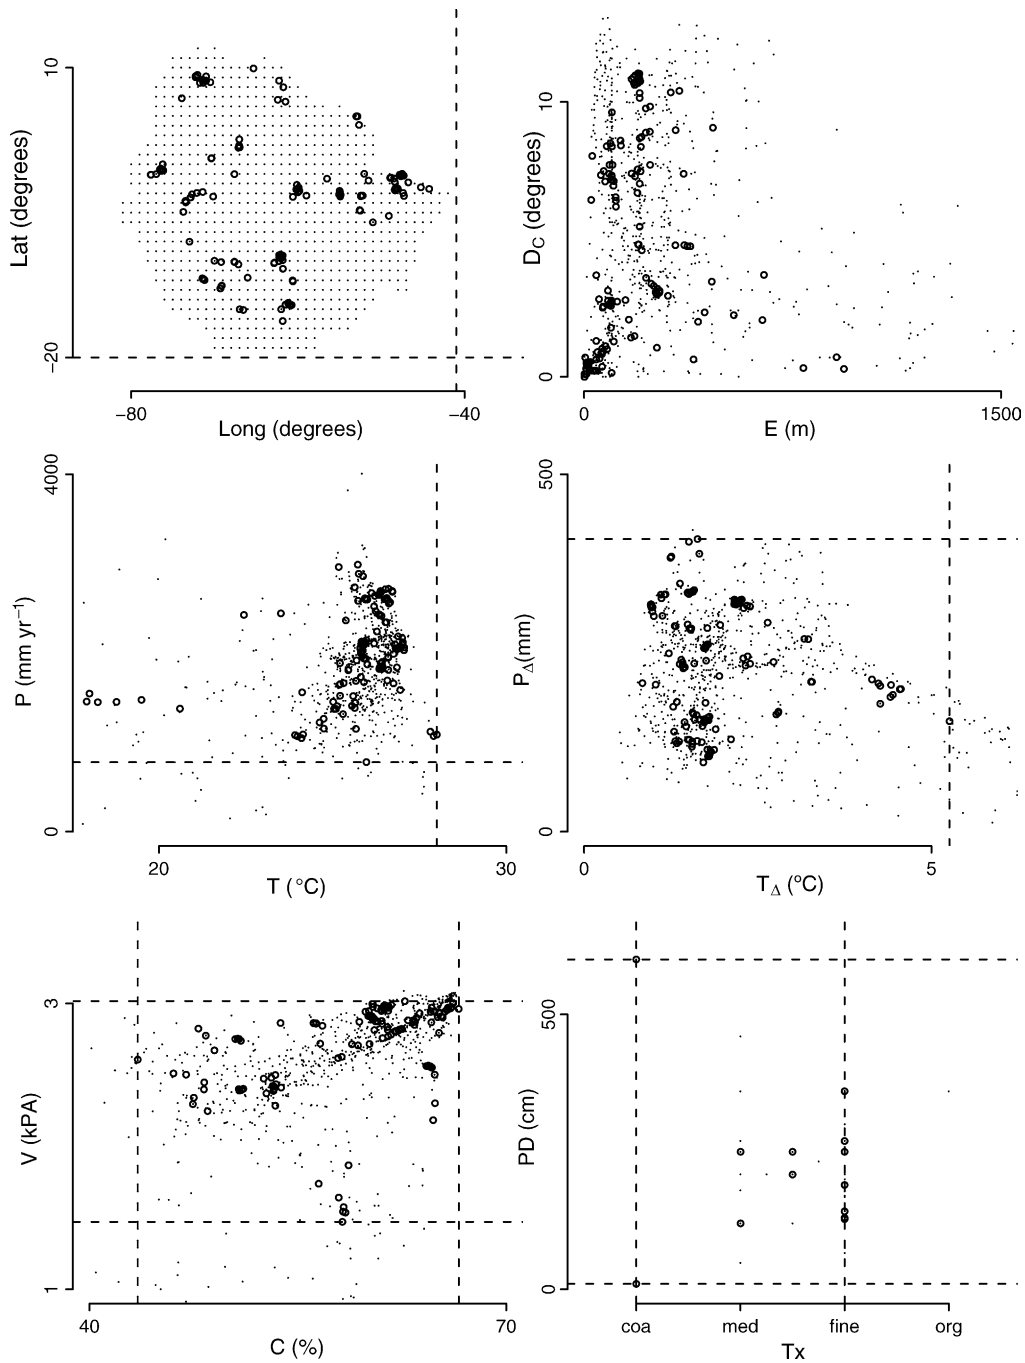 10
−20
Lat (degrees)
−80
−40
Long (degrees)
10
0
D_C (degrees)
0
1500
E (m)
4000
0
P (mm yr⁻¹)
20
30
T (°C)
500
0
P_Δ(mm)
0
5
T_Δ (°C)
3
1
V (kPA)
40
70
C (%)
500
0
PD (cm)
coa
med
fine
org
Tx